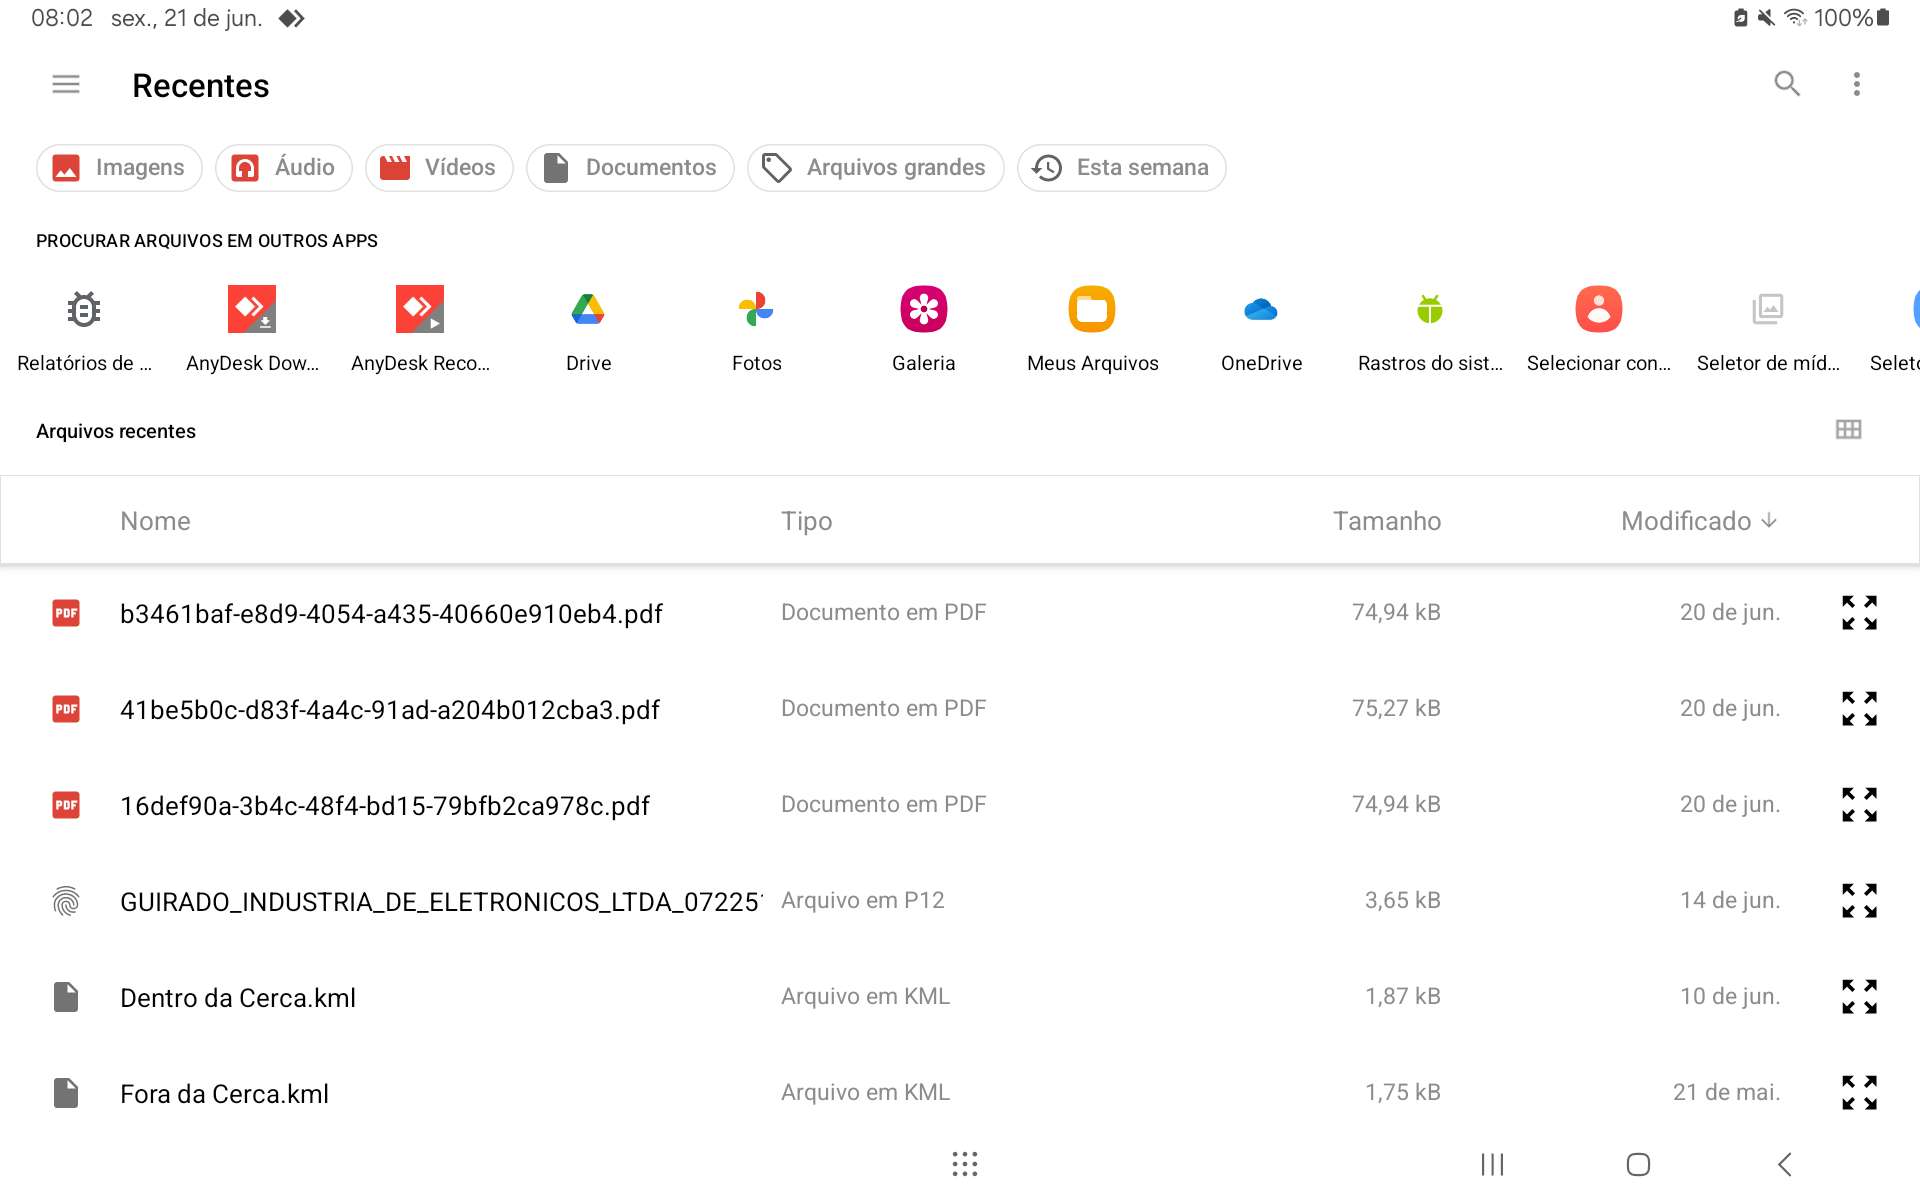 08:02 sex., 21 de jun. 100%
Recentes
Imagens Áudio Vídeos Documentos Arquivos grandes Esta semana
PROCURAR ARQUIVOS EM OUTROS APPS
Relatórios de ... AnyDesk Dow... AnyDesk Reco... Drive Fotos Galeria Meus Arquivos OneDrive Rastros do sist... Selecionar con... Seletor de míd... Seletc
Arquivos recentes
Nome Tipo Tamanho Modificado
PDF b3461baf-e8d9-4054-a435-40660e910eb4.pdf Documento em PDF 74,94 kB 20 de jun.
PDF 41be5b0c-d83f-4a4c-91ad-a204b012cba3.pdf Documento em PDF 75,27 kB 20 de jun.
PDF 16def90a-3b4c-48f4-bd15-79bfb2ca978c.pdf Documento em PDF 74,94 kB 20 de jun.
GUIRADO_INDUSTRIA_DE_ELETRONICOS_LTDA_07225 Arquivo em P12 3,65 kB 14 de jun.
Dentro da Cerca.kml Arquivo em KML 1,87 kB 10 de jun.
Fora da Cerca.kml Arquivo em KML 1,75 kB 21 de mai.